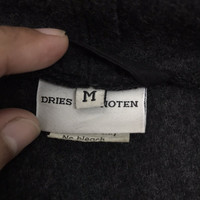 DRIES M NOTEN
No bleach